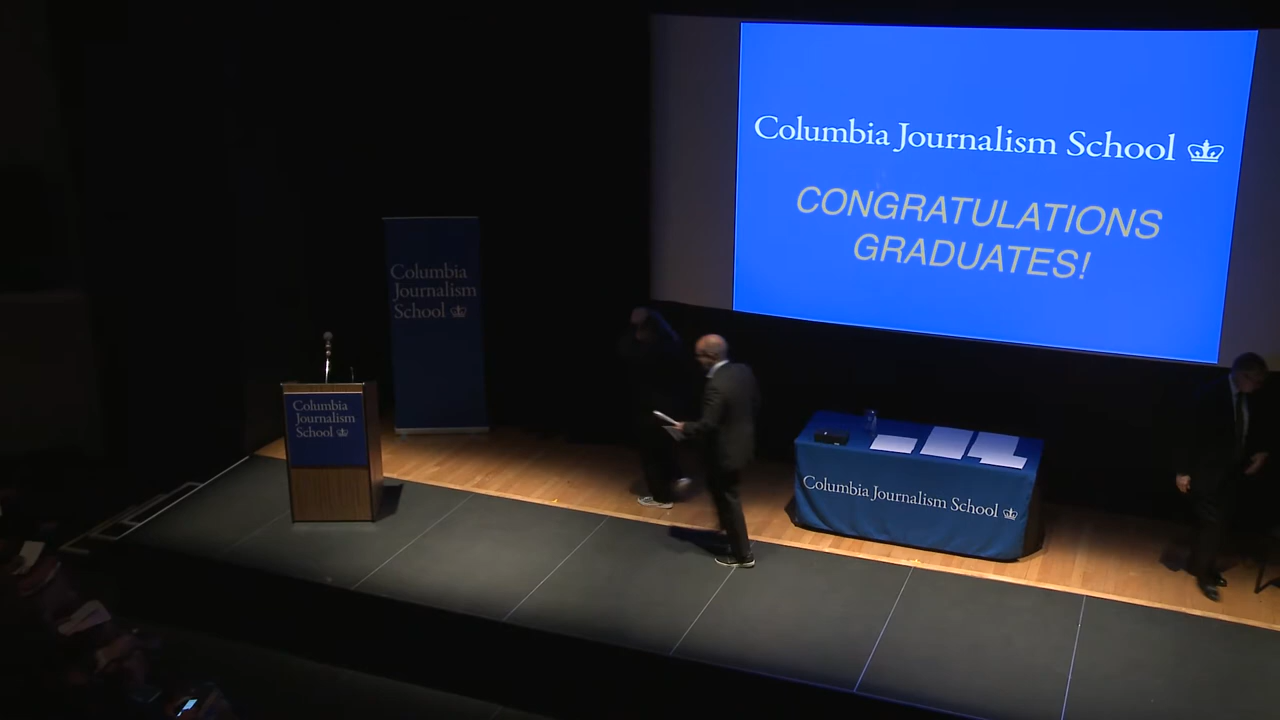 Columbia Journalism School
CONGRATULATIONS
GRADUATES!
Columbia
Journalism
School
Columbia
Journalism
School
Columbia Journalism School